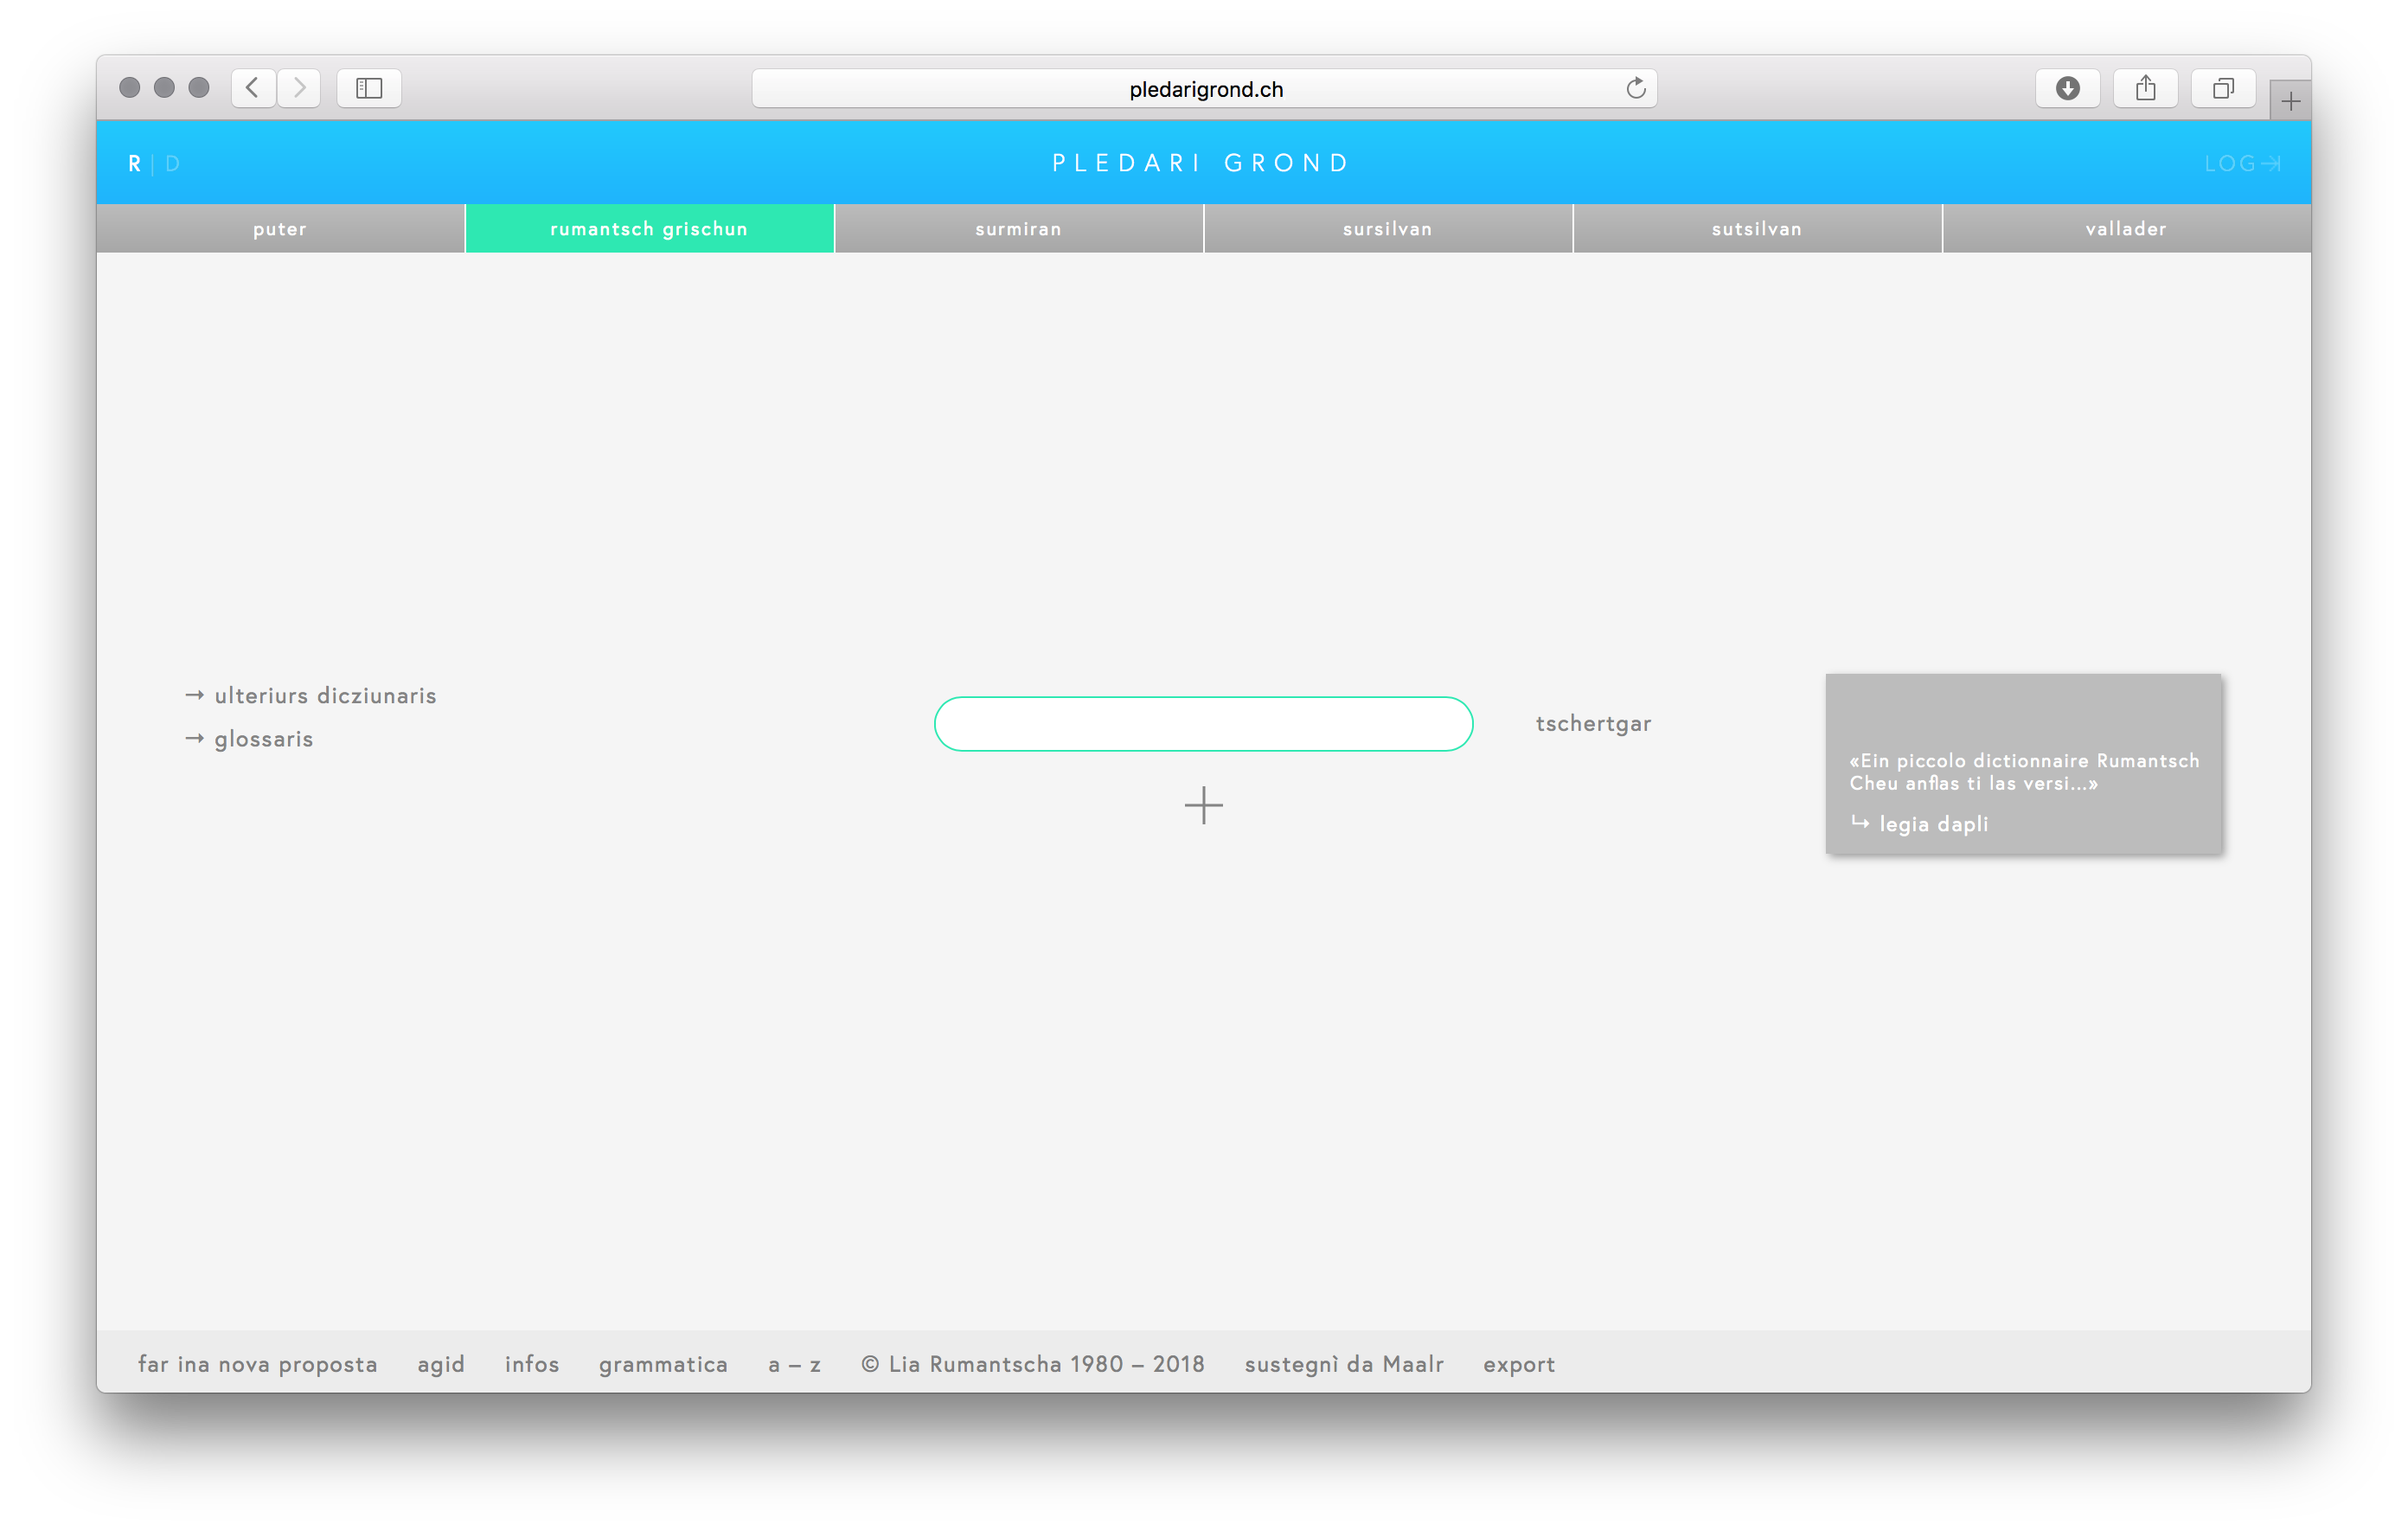 pledarigrond.ch
R | D
PLEDARI GROND
LOG
puter
rumantsch grischun
surmiran
sursilvan
sutsilvan
vallader
→ ulteriurs dicziunaris
→ glossaris
tschertgar
«Ein piccolo dictionnaire Rumantsch
Cheu anflas ti las versi...»
↳ legia dapli
far ina nova proposta
agid
infos
grammatica
a – z
© Lia Rumantscha 1980 – 2018
sustegnì da Maalr
export